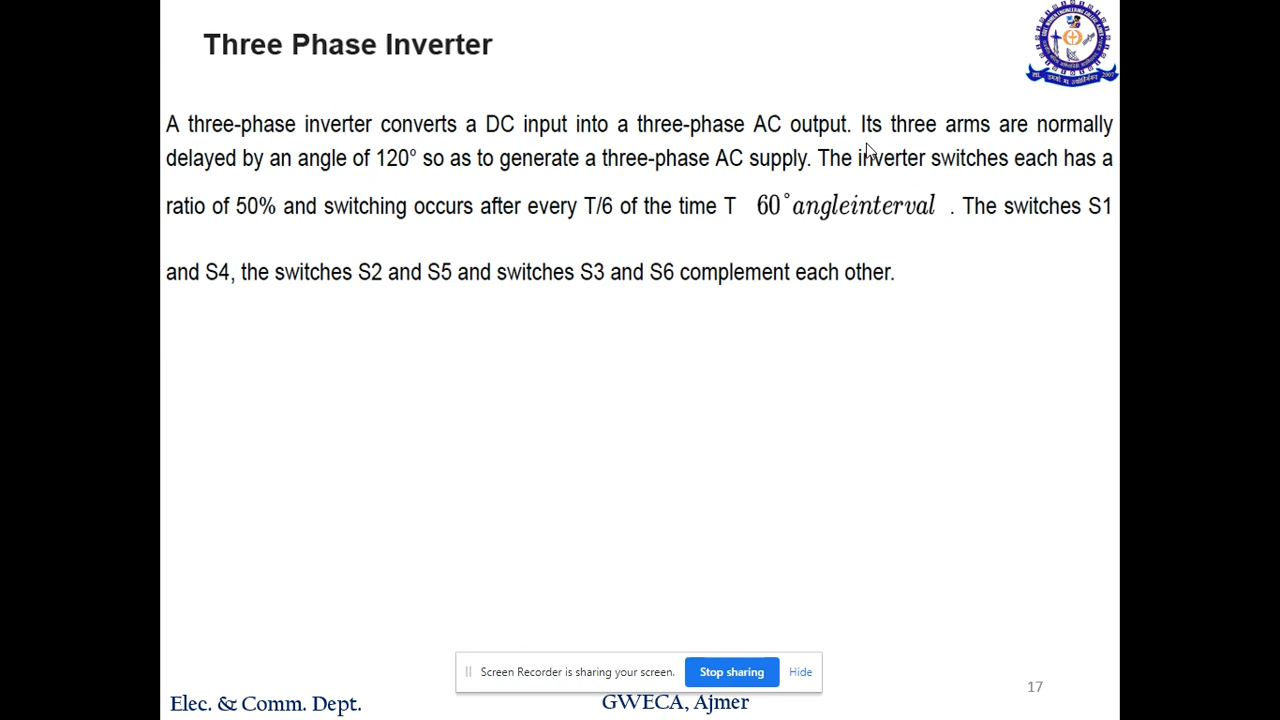 Three Phase Inverter
A three-phase inverter converts a DC input into a three-phase AC output. Its three arms are normally
delayed by an angle of 120° so as to generate a three-phase AC supply. The inverter switches each has a
ratio of 50% and switching occurs after every T/6 of the time T 60°angleinterval . The switches S1
and S4, the switches S2 and S5 and switches S3 and S6 complement each other.
Screen Recorder is sharing your screen. Stop sharing Hide
17
Elec. & Comm. Dept.
GWECA, Ajmer